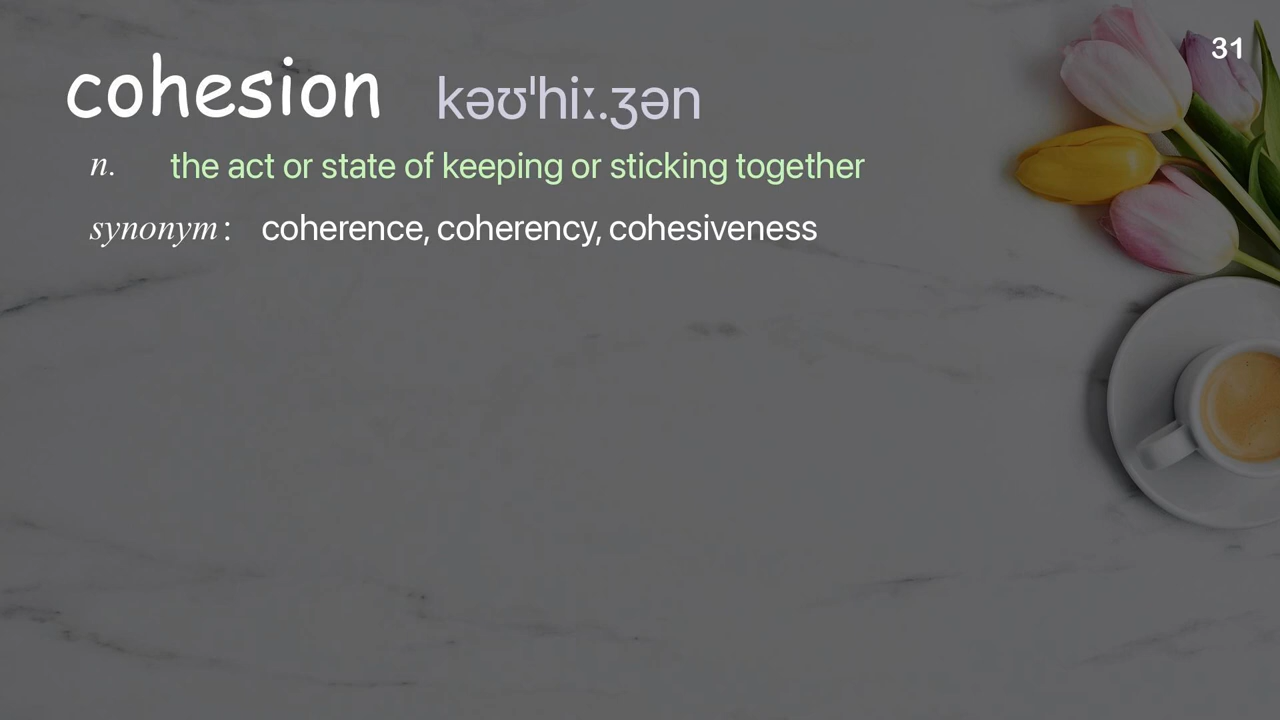 31
cohesion kəʊˈhiː.ʒən
n. the act or state of keeping or sticking together
synonym: coherence, coherency, cohesiveness